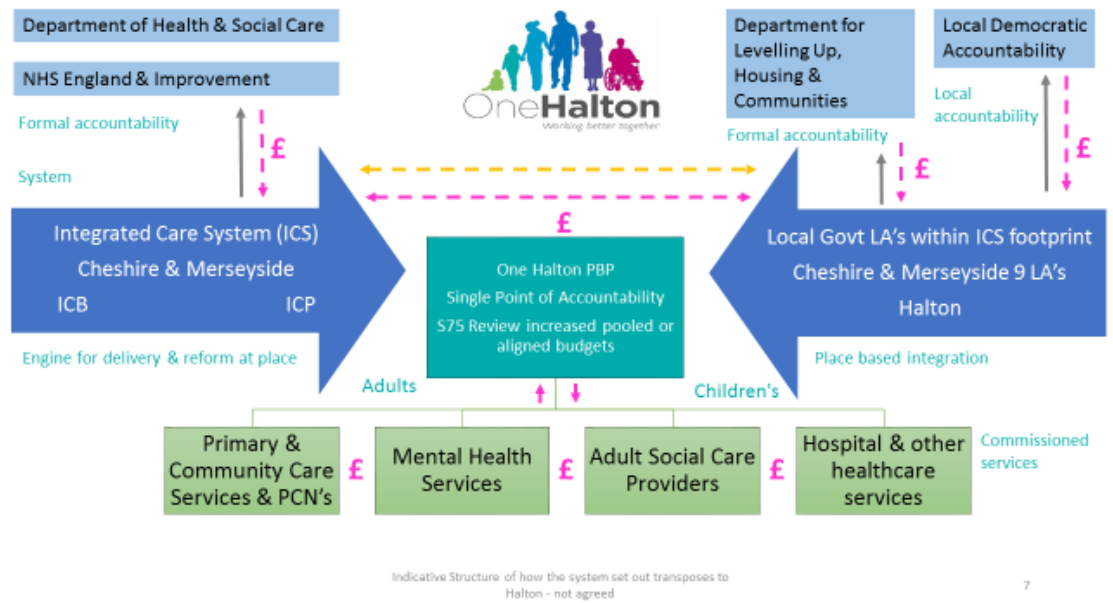 Department of Health & Social Care
NHS England & Improvement
Formal accountability
£
System
OneHalton
Working better together
Department for
Levelling Up,
Housing &
Communities
Formal accountability
£
Local Democratic
Accountability
Local
accountability
£
Integrated Care System (ICS)
Cheshire & Merseyside
ICB ICP
Engine for delivery & reform at place
£
One Halton PBP
Single Point of Accountability
S75 Review increased pooled or
aligned budgets
Local Govt LA's within ICS footprint
Cheshire & Merseyside 9 LA's
Halton
Place based integration
Adults
Children's
Primary &
Community Care
Services & PCN's
£
Mental Health
Services
£
Adult Social Care
Providers
£
Hospital & other
healthcare
services
Commissioned
services
Indicative Structure of how the system set out transposes to
Halton - not agreed
7